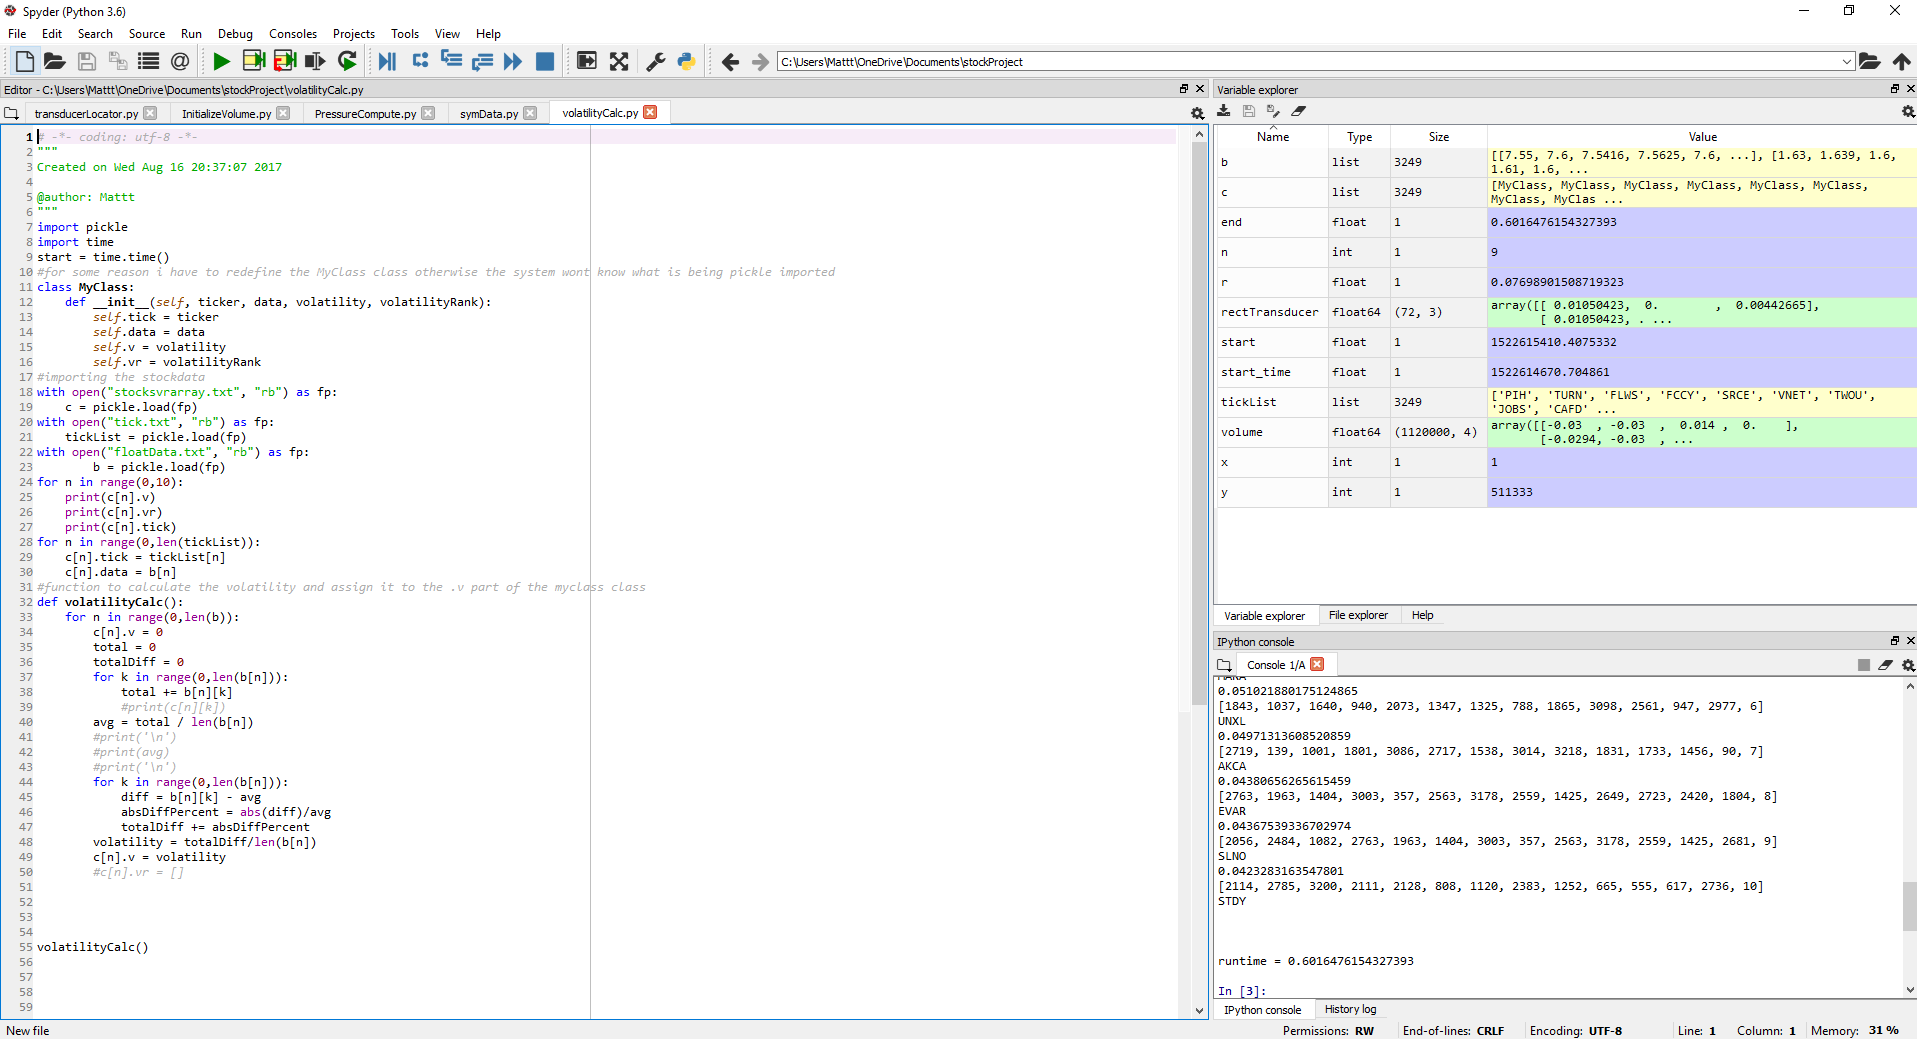 Spyder (Python 3.6)
File Edit Search Source Run Debug Consoles Projects Tools View Help
C:\Users\Mattt\OneDrive\Documents\stockProject
Editor - C:\Users\Mattt\OneDrive\Documents\stockProject\volatilityCalc.py
transducerLocator.py InitializeVolume.py PressureCompute.py symData.py volatilityCalc.py
1 # -*- coding: utf-8 -*-
2 """
3 Created on Wed Aug 16 20:37:07 2017
4
5 @author: Mattt
6 """
7 import pickle
8 import time
9 start = time.time()
10 #for some reason i have to redefine the MyClass class otherwise the system wont know what is being pickle imported
11 class MyClass:
12     def __init__(self, ticker, data, volatility, volatilityRank):
13         self.tick = ticker
14         self.data = data
15         self.v = volatility
16         self.vr = volatilityRank
17 #importing the stockdata
18 with open("stocksvrarray.txt", "rb") as fp:
19     c = pickle.load(fp)
20 with open("tick.txt", "rb") as fp:
21     tickList = pickle.load(fp)
22 with open("floatData.txt", "rb") as fp:
23         b = pickle.load(fp)
24 for n in range(0,10):
25     print(c[n].v)
26     print(c[n].vr)
27     print(c[n].tick)
28 for n in range(0,len(tickList)):
29     c[n].tick = tickList[n]
30     c[n].data = b[n]
31 #function to calculate the volatility and assign it to the .v part of the myclass class
32 def volatilityCalc():
33     for n in range(0,len(b)):
34         c[n].v = 0
35         total = 0
36         totalDiff = 0
37         for k in range(0,len(b[n])):
38             total += b[n][k]
39             #print(c[n][k])
40         avg = total / len(b[n])
41         #print('\n')
42         #print(avg)
43         #print('\n')
44         for k in range(0,len(b[n])):
45             diff = b[n][k] - avg
46             absDiffPercent = abs(diff)/avg
47             totalDiff += absDiffPercent
48         volatility = totalDiff/len(b[n])
49         c[n].v = volatility
50         #c[n].vr = []
51
52
53
54
55 volatilityCalc()
56
57
58
59
Variable explorer
Name Type Size Value
b list 3249 [[7.55, 7.6, 7.5416, 7.5625, 7.6, ...], [1.63, 1.639, 1.6,
1.61, 1.6, ...
c list 3249 [MyClass, MyClass, MyClass, MyClass, MyClass, MyClass,
MyClass, MyClas ...
end float 1 0.6016476154327393
n int 1 9
r float 1 0.07698901508719323
rectTransducer float64 (72, 3) array([[ 0.01050423, 0. , 0.00442665],
[ 0.01050423, . ...
start float 1 1522615410.4075332
start_time float 1 1522614670.704861
tickList list 3249 ['PIH', 'TURN', 'FLWS', 'FCCY', 'SRCE', 'VNET', 'TWOU',
'JOBS', 'CAFD' ...
volume float64 (1120000, 4) array([[-0.03 , -0.03 , 0.014 , 0. ],
[-0.0294, -0.03 , ...
x int 1 1
y int 1 511333
Variable explorer File explorer Help
IPython console
Console 1/A
0.051021880175124865
[1843, 1037, 1640, 940, 2073, 1347, 1325, 788, 1865, 3098, 2561, 947, 2977, 6]
UNXL
0.04971313608520859
[2719, 139, 1001, 1801, 3086, 2717, 1538, 3014, 3218, 1831, 1733, 1456, 90, 7]
AKCA
0.04380656265615459
[2763, 1963, 1404, 3003, 357, 2563, 3178, 2559, 1425, 2649, 2723, 2420, 1804, 8]
EVAR
0.04367539336702974
[2056, 2484, 1082, 2763, 1963, 1404, 3003, 357, 2563, 3178, 2559, 1425, 2681, 9]
SLNO
0.0423283163547801
[2114, 2785, 3200, 2111, 2128, 808, 1120, 2383, 1252, 665, 555, 617, 2736, 10]
STDY
runtime = 0.6016476154327393
In [3]:
IPython console History log
New file Permissions: RW End-of-lines: CRLF Encoding: UTF-8 Line: 1 Column: 1 Memory: 31 %